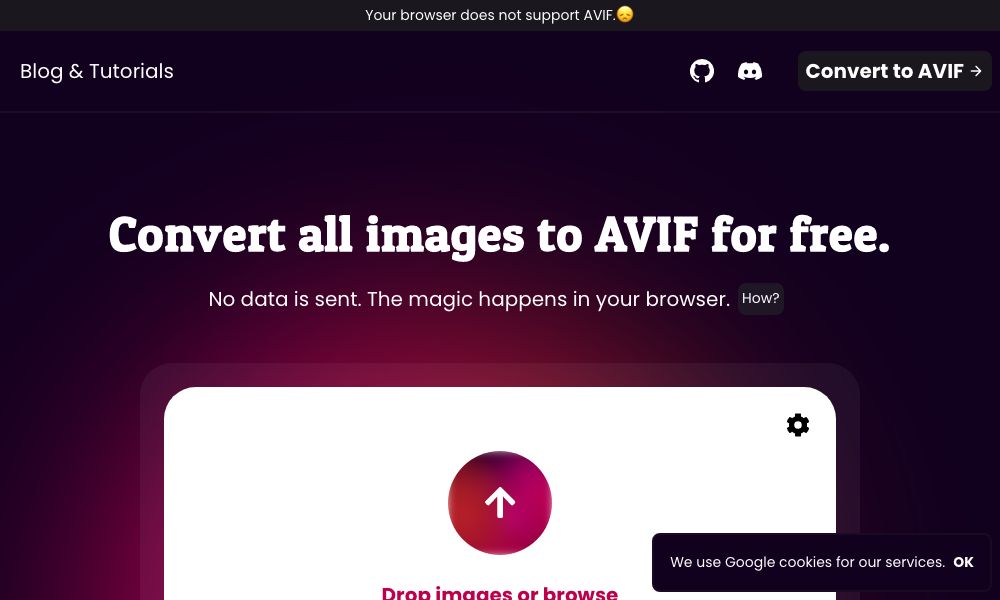 Your browser does not support AVIF.😞
Blog & Tutorials
Convert to AVIF →
Convert all images to AVIF for free.
No data is sent. The magic happens in your browser. How?
Drop images or browse
We use Google cookies for our services. OK